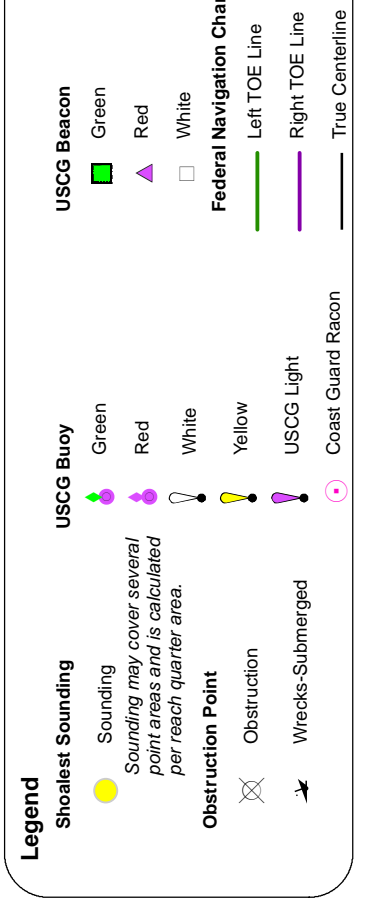 Legend
Shoalest Sounding
Sounding
Sounding may cover several
point areas and is calculated
per reach quarter area.
Obstruction Point
Obstruction
Wrecks-Submerged
USCG Buoy
Green
Red
White
Yellow
USCG Light
Coast Guard Racon
USCG Beacon
Green
Red
White
Federal Navigation
Left TOE Line
Right TOE Line
True Centerline